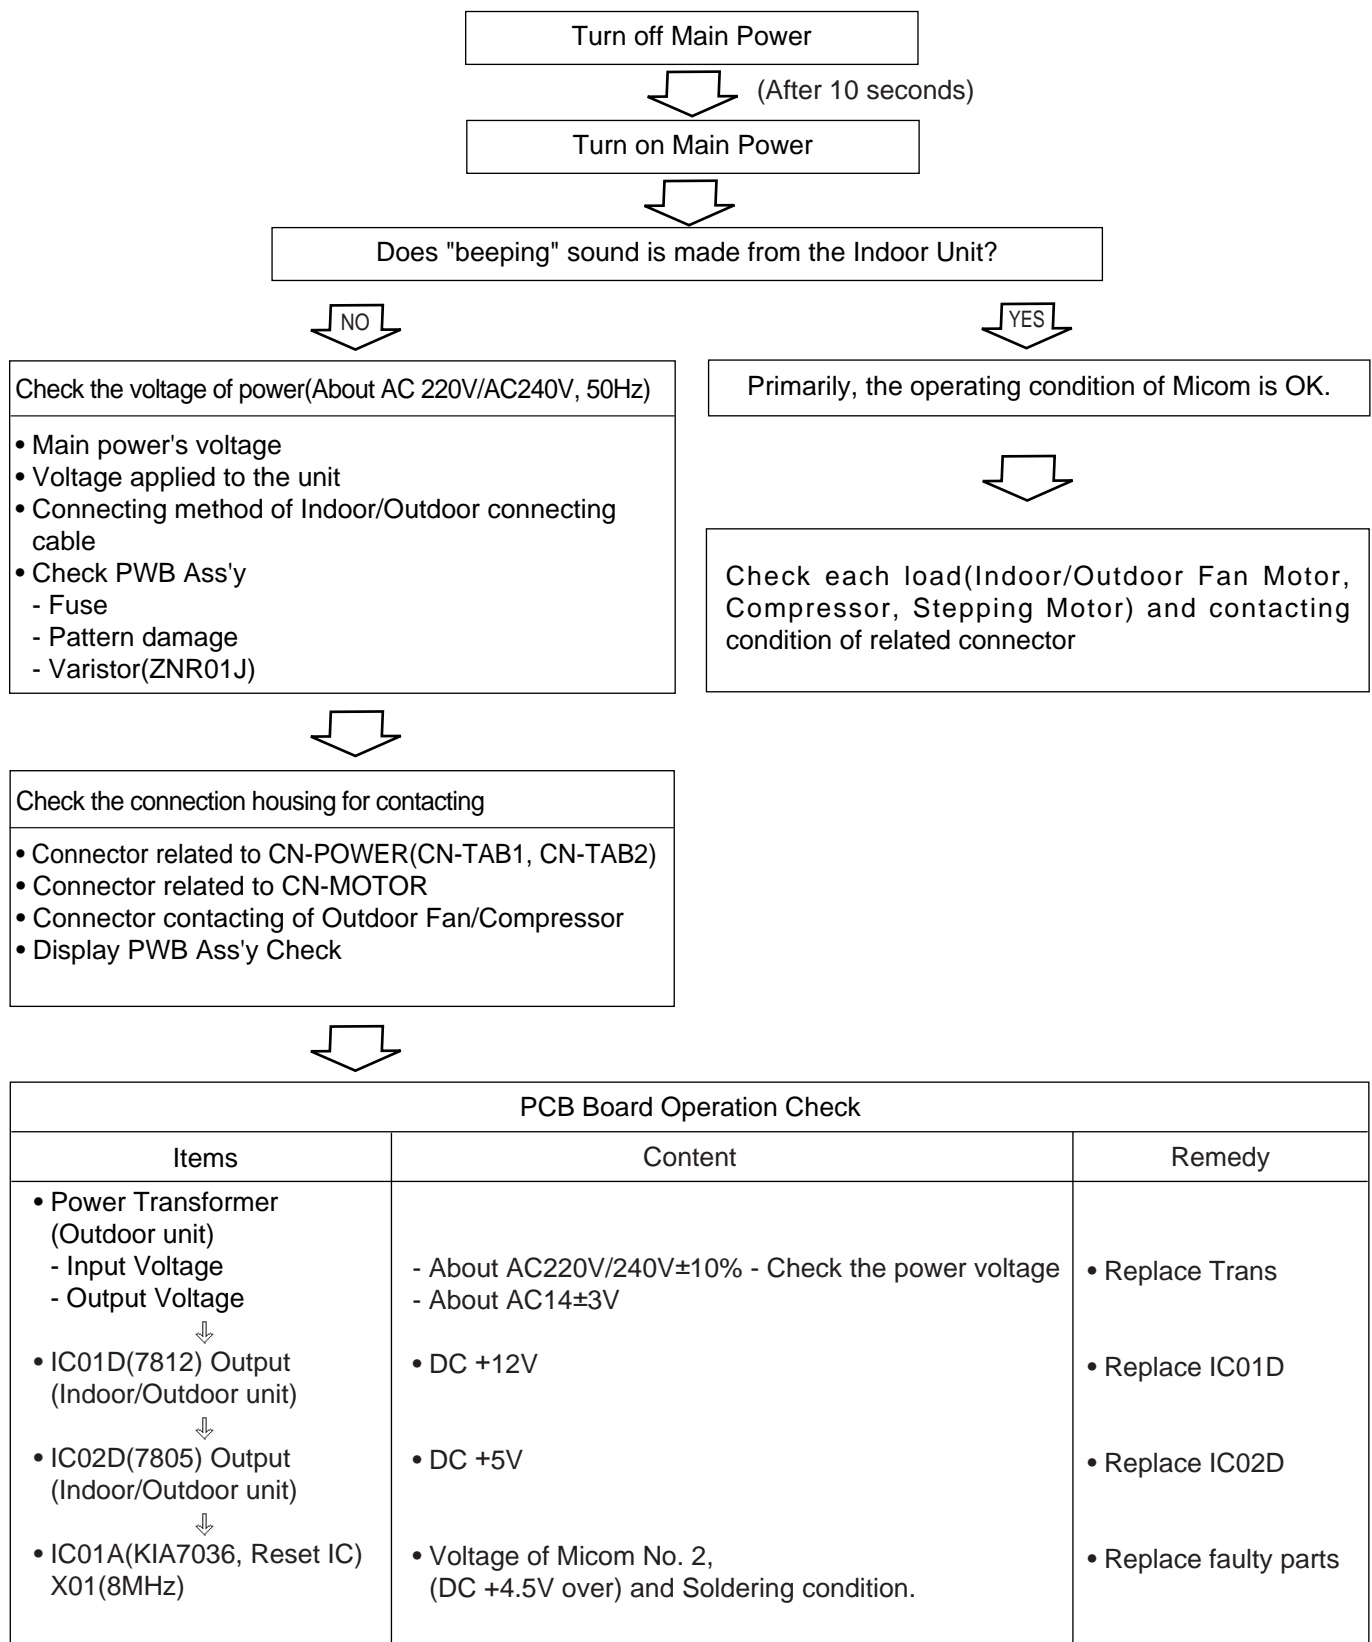 Turn off Main Power
(After 10 seconds)
Turn on Main Power
Does "beeping" sound is made from the Indoor Unit?
NO
YES
Check the voltage of power(About AC 220V/AC240V, 50Hz)
• Main power's voltage
• Voltage applied to the unit
• Connecting method of Indoor/Outdoor connecting
cable
• Check PWB Ass'y
- Fuse
- Pattern damage
- Varistor(ZNR01J)
Primarily, the operating condition of Micom is OK.
Check each load(Indoor/Outdoor Fan Motor,
Compressor, Stepping Motor) and contacting
condition of related connector
Check the connection housing for contacting
• Connector related to CN-POWER(CN-TAB1, CN-TAB2)
• Connector related to CN-MOTOR
• Connector contacting of Outdoor Fan/Compressor
• Display PWB Ass'y Check
PCB Board Operation Check
Items
Content
Remedy
• Power Transformer
(Outdoor unit)
- Input Voltage
- Output Voltage
- About AC220V/240V±10% - Check the power voltage
- About AC14±3V
• Replace Trans
• IC01D(7812) Output
(Indoor/Outdoor unit)
• DC +12V
• Replace IC01D
• IC02D(7805) Output
(Indoor/Outdoor unit)
• DC +5V
• Replace IC02D
• IC01A(KIA7036, Reset IC)
X01(8MHz)
• Voltage of Micom No. 2,
(DC +4.5V over) and Soldering condition.
• Replace faulty parts